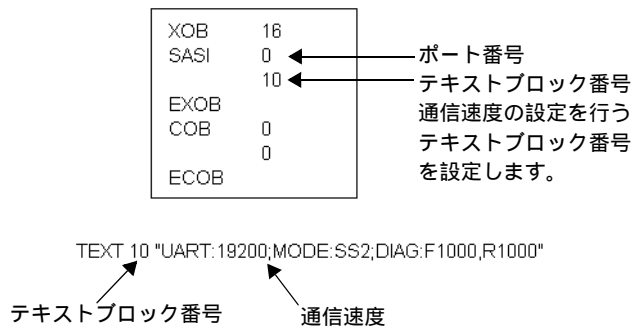 XOB 16
SASI 0 ポート番号
10 テキストブロック番号
EXOB 通信速度の設定を行う
COB 0 テキストブロック番号
0 を設定します。
ECOB
TEXT 10 "UART:19200;MODE:SS2;DIAG:F1000,R1000"
テキストブロック番号 通信速度